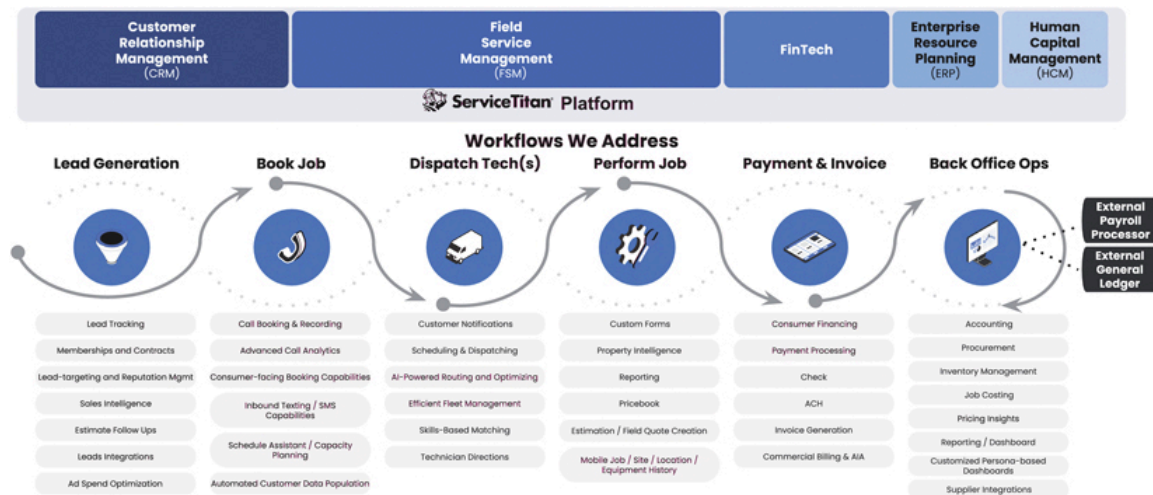 Customer
Relationship
Management
(CRM)
Field
Service
Management
(FSM)
FinTech
Enterprise
Resource
Planning
(ERP)
Human
Capital
Management
(HCM)
ServiceTitan Platform
Workflows We Address
Lead Generation
Book Job
Dispatch Tech(s)
Perform Job
Payment & Invoice
Back Office Ops
External
Payroll
Processor
External
General
Ledger
Lead Tracking
Memberships and Contracts
Lead-targeting and Reputation Mgmt
Sales Intelligence
Estimate Follow Ups
Leads Integrations
Ad Spend Optimization
Call Booking & Recording
Advanced Call Analytics
Consumer-facing Booking Capabilities
Inbound Texting / SMS
Capabilities
Schedule Assistant / Capacity
Planning
Automated Customer Data Population
Customer Notifications
Scheduling & Dispatching
AI-Powered Routing and Optimizing
Efficient Fleet Management
Skills-Based Matching
Technician Directions
Custom Forms
Property Intelligence
Reporting
Pricebook
Estimation / Field Quote Creation
Mobile Job / Site / Location /
Equipment History
Consumer Financing
Payment Processing
Check
ACH
Invoice Generation
Commercial Billing & AIA
Accounting
Procurement
Inventory Management
Job Costing
Pricing Insights
Reporting / Dashboard
Customized Persona-based
Dashboards
Supplier Integrations